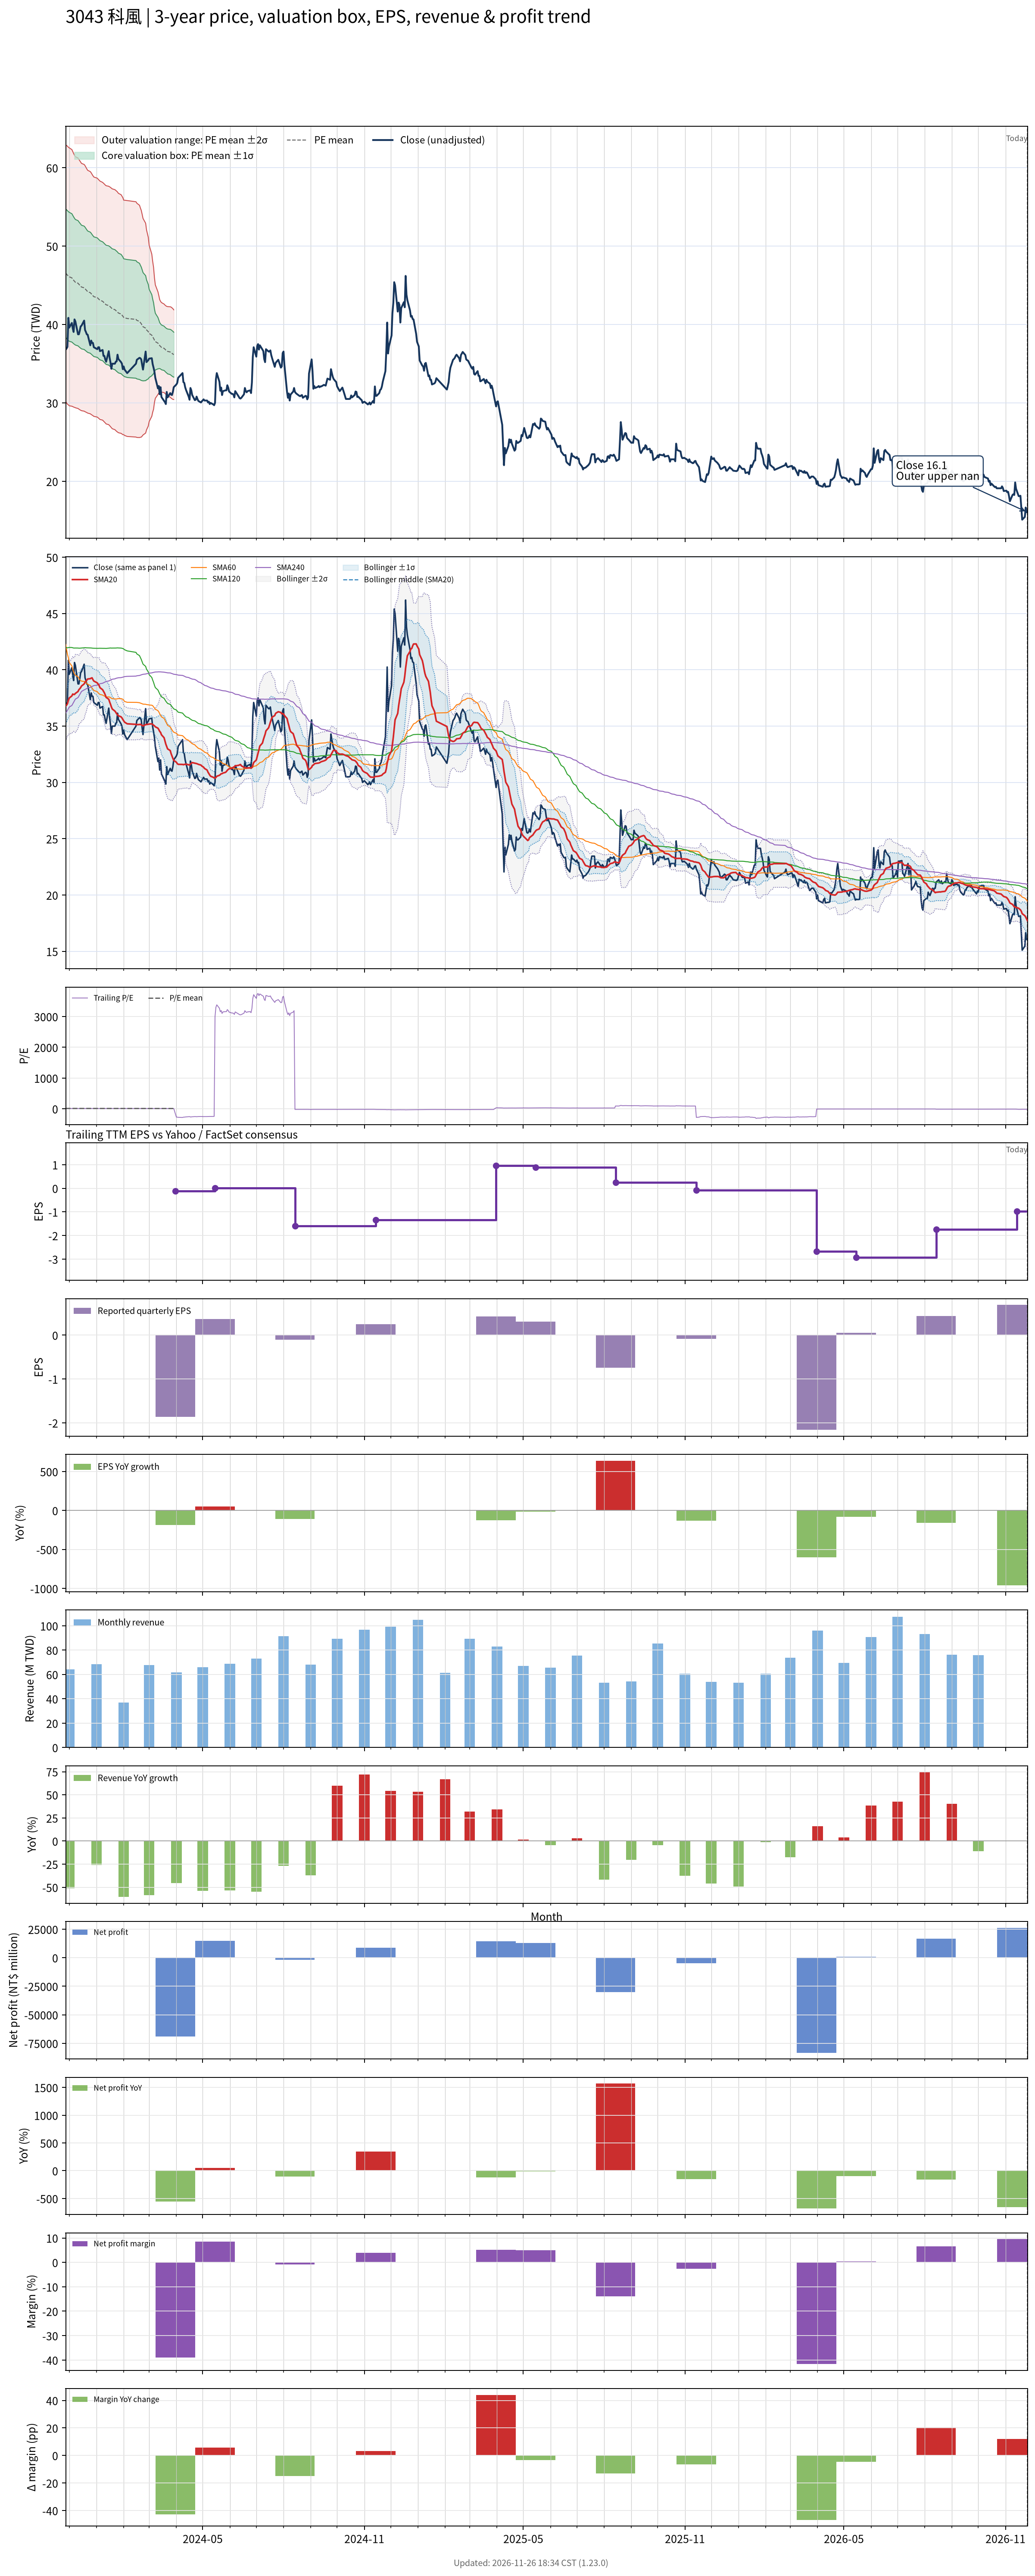 3043 科風 | 3-year price, valuation box, EPS, revenue & profit trend
Outer valuation range: PE mean ±2σ
Core valuation box: PE mean ±1σ
PE mean
Close (unadjusted)
Today
Price (TWD)
60
50
40
30
20
Close 16.1
Outer upper nan
Close (same as panel 1)
SMA20
SMA60
SMA120
SMA240
Bollinger ±2σ
Bollinger ±1σ
Bollinger middle (SMA20)
Price
50
45
40
35
30
25
20
15
Trailing P/E
P/E mean
P/E
3000
2000
1000
0
Trailing TTM EPS vs Yahoo / FactSet consensus
Today
EPS
1
0
-1
-2
-3
Reported quarterly EPS
EPS
0
-1
-2
EPS YoY growth
YoY (%)
500
0
-500
-1000
Monthly revenue
Revenue (M TWD)
100
80
60
40
20
0
Revenue YoY growth
YoY (%)
75
50
25
0
-25
-50
Month
Net profit
Net profit (NT$ million)
25000
0
-25000
-50000
-75000
Net profit YoY
YoY (%)
1500
1000
500
0
-500
Net profit margin
Margin (%)
10
0
-10
-20
-30
-40
Margin YoY change
Δ margin (pp)
40
20
0
-20
-40
2024-05
2024-11
2025-05
2025-11
2026-05
2026-11
Updated: 2026-11-26 18:34 CST (1.23.0)